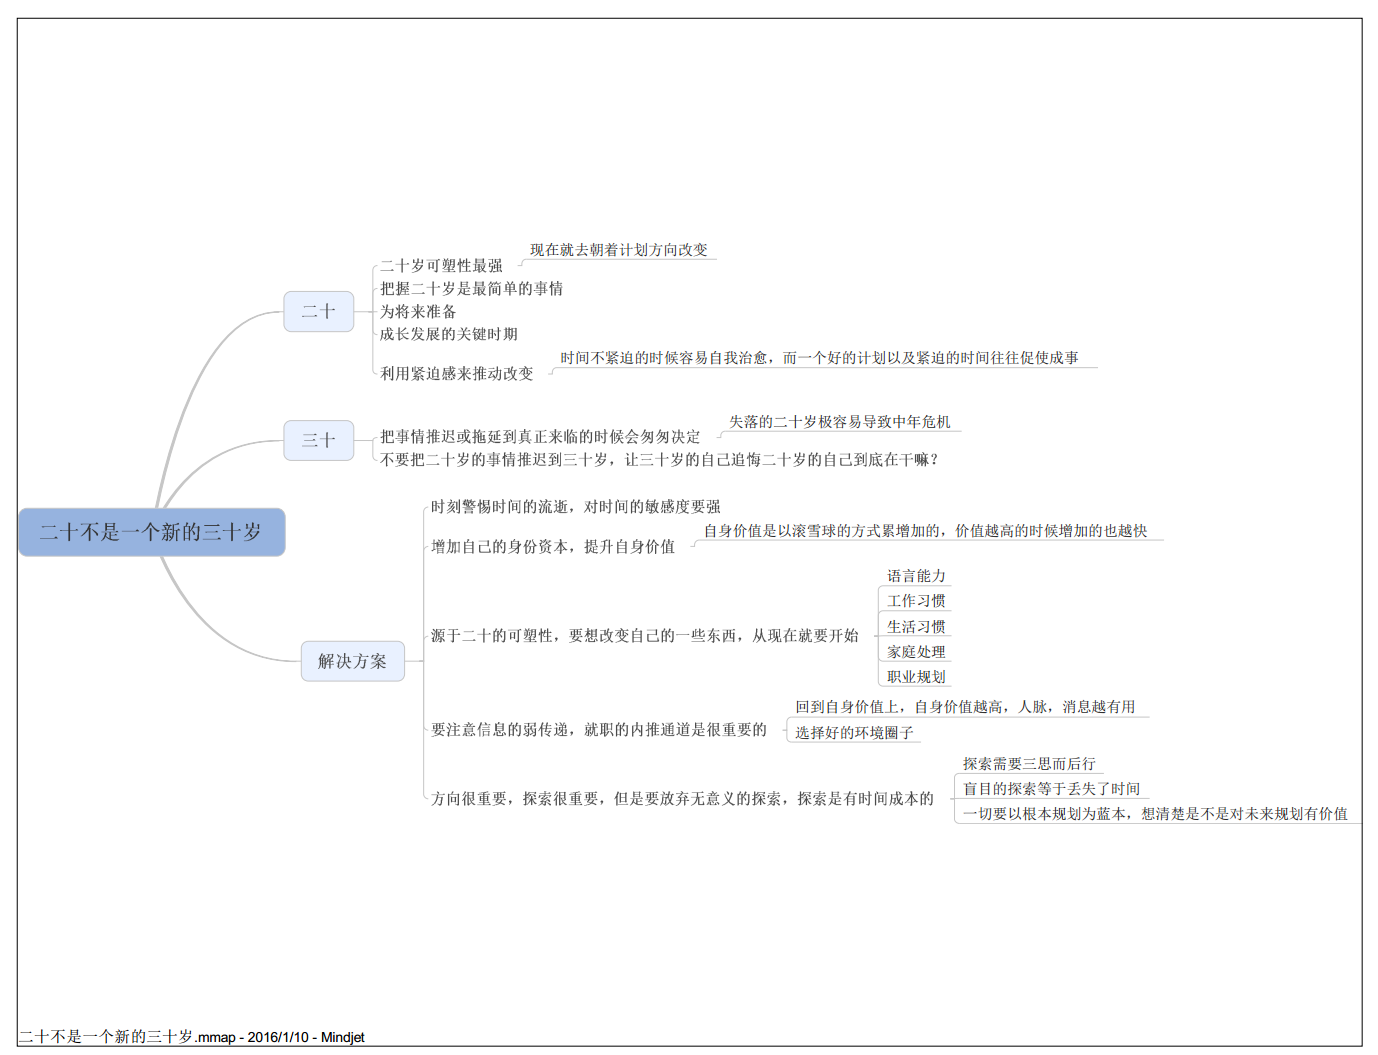 二十不是一个新的三十岁
二十
二十岁可塑性最强
现在就去朝着计划方向改变
把握二十岁是最简单的事情
为将来准备
成长发展的关键时期
利用紧迫感来推动改变
时间不紧迫的时候容易自我治愈，而一个好的计划以及紧迫的时间往往促使成事
三十
把事情推迟或拖延到真正来临的时候会匆匆决定
失落的二十岁极容易导致中年危机
不要把二十岁的事情推迟到三十岁，让三十岁的自己追悔二十岁的自己到底在干嘛？
解决方案
时刻警惕时间的流逝，对时间的敏感度要强
增加自己的身份资本，提升自身价值
自身价值是以滚雪球的方式累增加的，价值越高的时候增加的也越快
源于二十的可塑性，要想改变自己的一些东西，从现在就要开始
语言能力
工作习惯
生活习惯
家庭处理
职业规划
要注意信息的弱传递，就职的内推通道是很重要的
回到自身价值上，自身价值越高，人脉，消息越有用
选择好的环境圈子
方向很重要，探索很重要，但是要放弃无意义的探索，探索是有时间成本的
探索需要三思而后行
盲目的探索等于丢失了时间
一切要以根本规划为蓝本，想清楚是不是对未来规划有价值
二十不是一个新的三十岁.mmap - 2016/1/10 - Mindjet